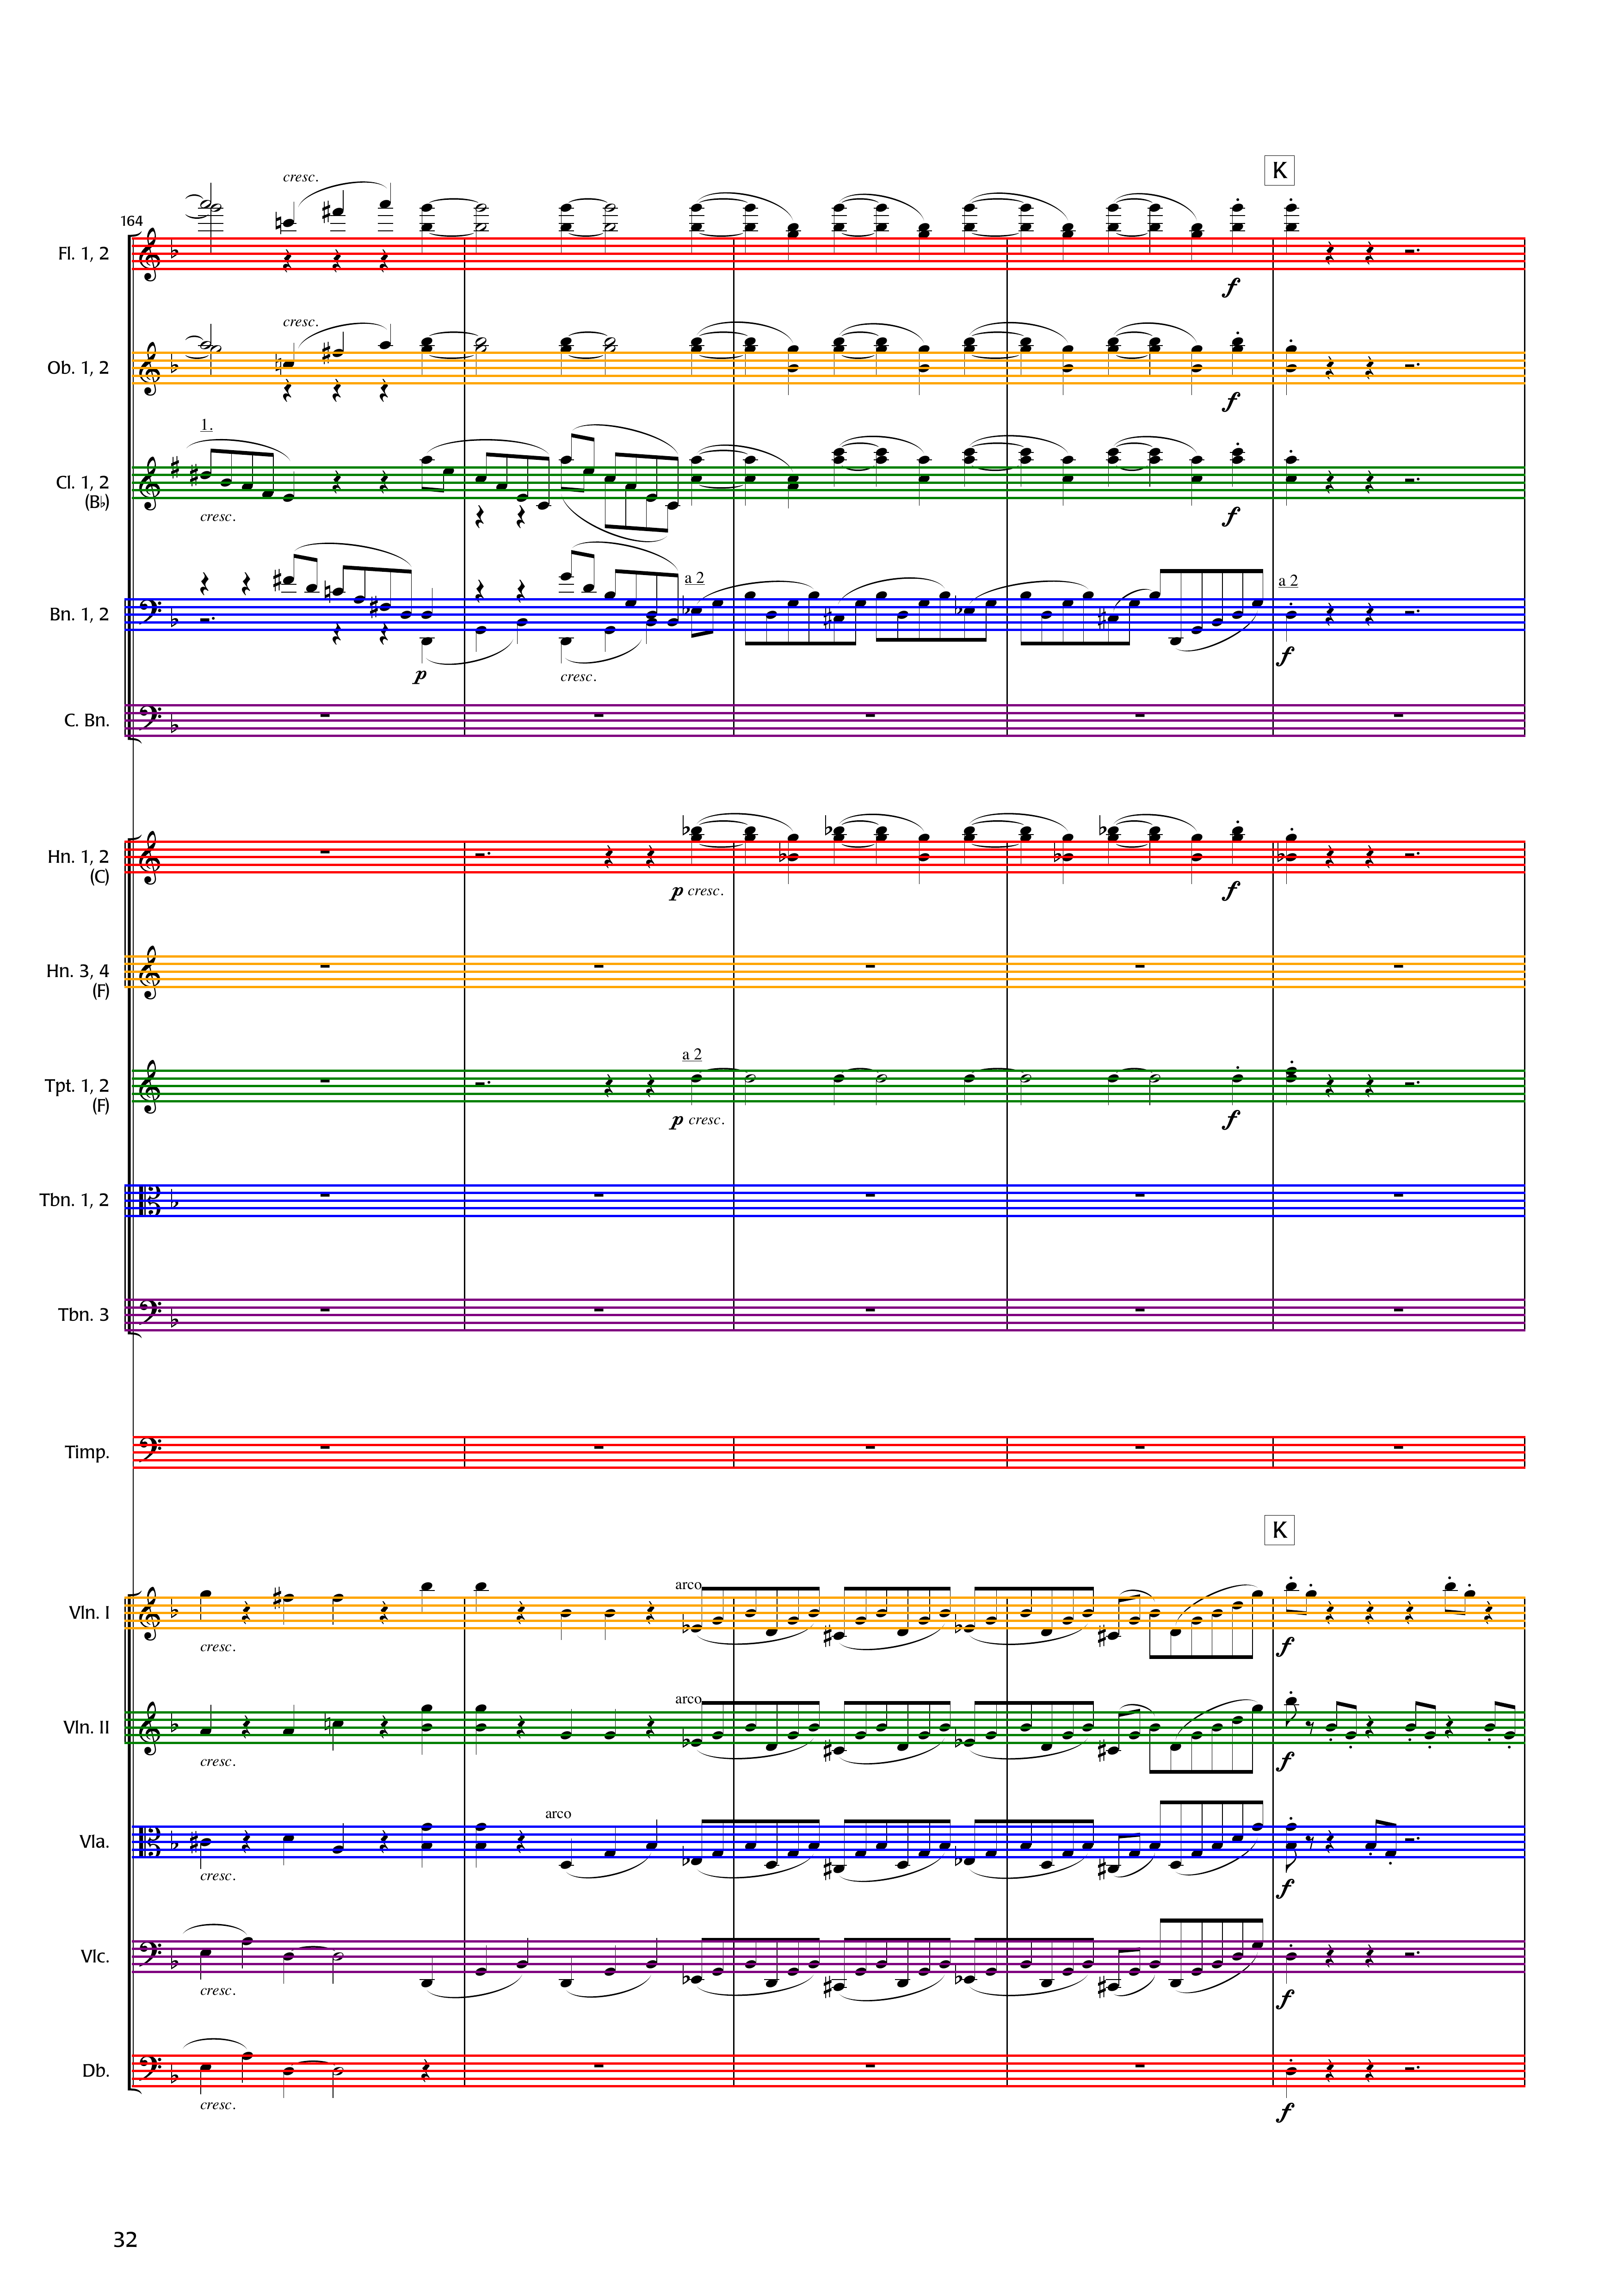 K
cresc.
164
Fl. 1, 2
f
cresc.
Ob. 1, 2
f
1.
Cl. 1, 2
(B♭)
cresc.
f
a 2
a 2
Bn. 1, 2
p
cresc.
f
C. Bn.
Hn. 1, 2
(C)
p cresc.
f
Hn. 3, 4
(F)
a 2
Tpt. 1, 2
(F)
p cresc.
f
Tbn. 1, 2
Tbn. 3
Timp.
K
arco
Vln. I
cresc.
f
arco
Vln. II
cresc.
f
arco
Vla.
cresc.
f
Vlc.
cresc.
f
Db.
cresc.
f
32